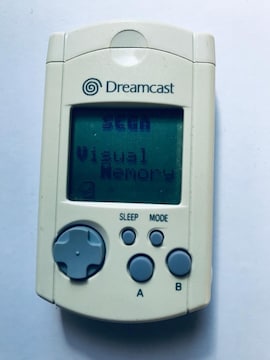 Dreamcast
SEGA
Visual
Memory
SLEEP MODE
A B